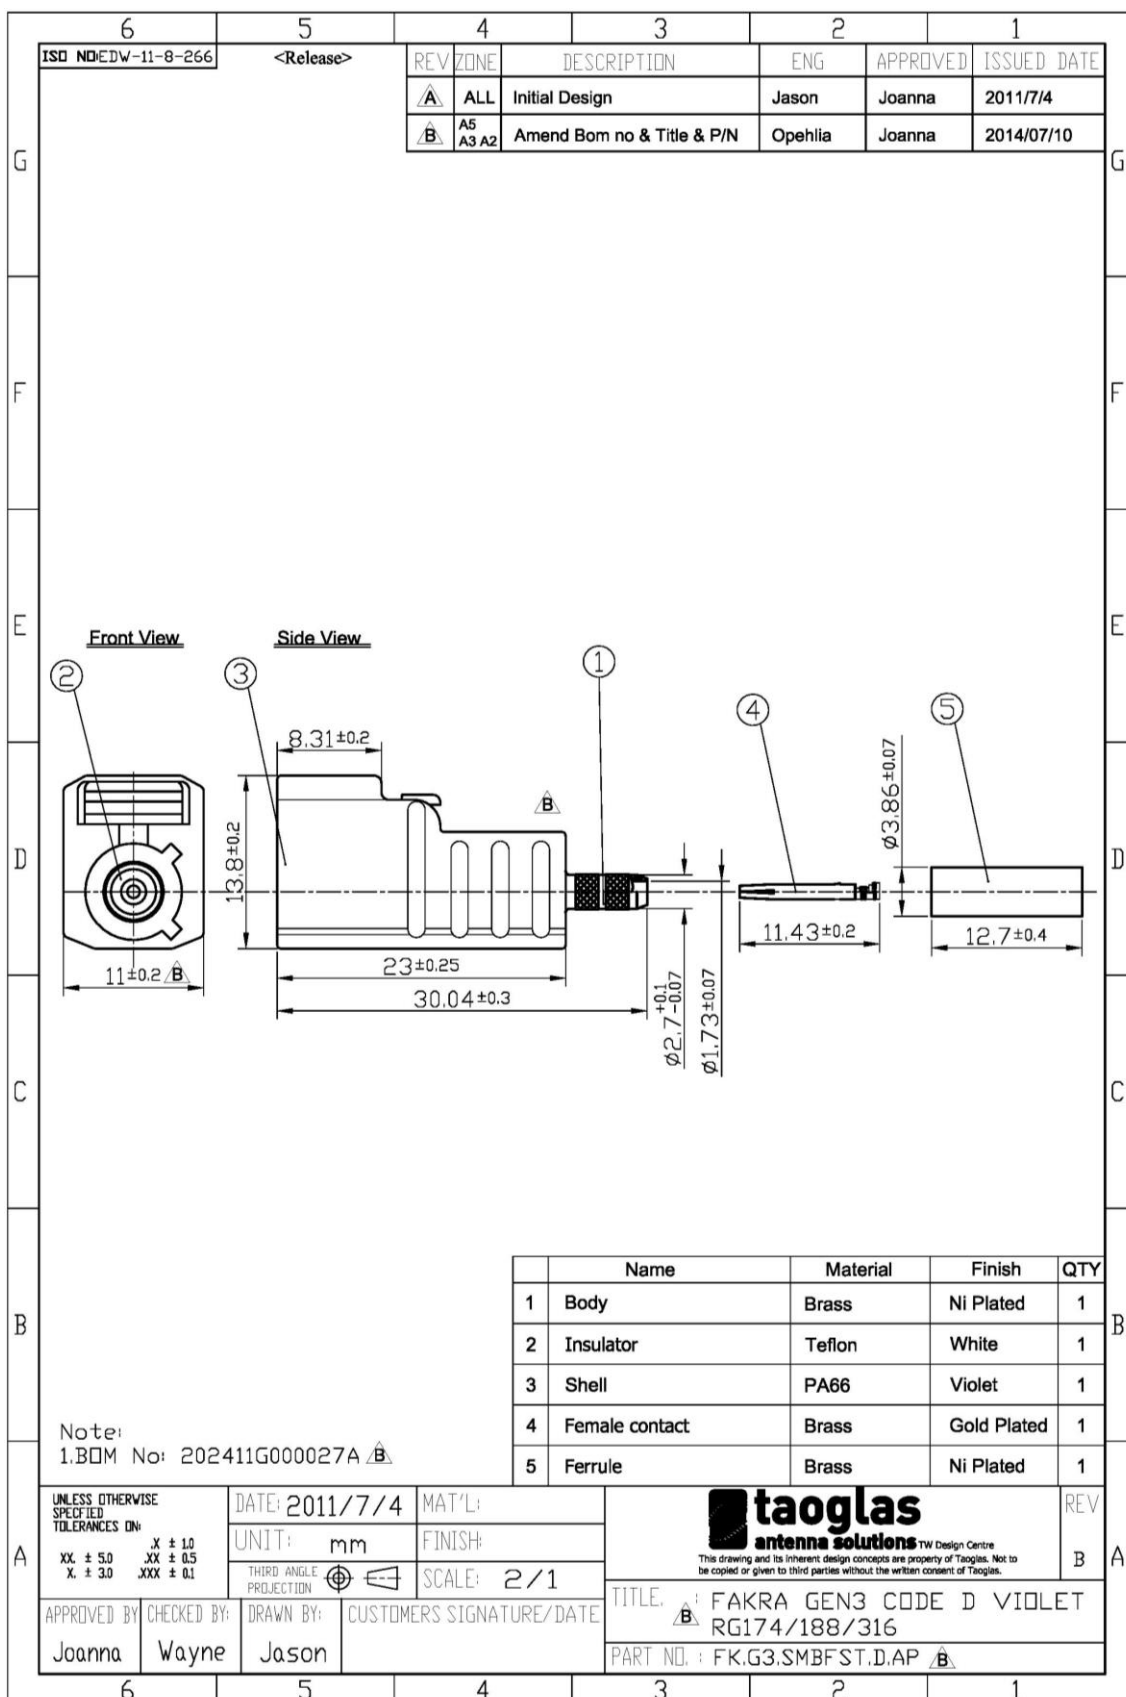 6 5 4 3 2 1
ISO NO:EDW-11-8-266 <Release>
REV ZONE DESCRIPTION ENG APPROVED ISSUED DATE
A ALL Initial Design Jason Joanna 2011/7/4
B A5 A3 A2 Amend Bom no & Title & P/N Opehlia Joanna 2014/07/10
G G
F F
E E
Front View Side View
2 3 1 4 5
8.31±0.2
B
13.8±0.2
ø3.86±0.07
D D
11±0.2 B
23±0.25
30.04±0.3
ø2.7 +0.1 -0.07
ø1.73±0.07
11.43±0.2
12.7±0.4
C C
Name Material Finish QTY
1 Body Brass Ni Plated 1
2 Insulator Teflon White 1
3 Shell PA66 Violet 1
4 Female contact Brass Gold Plated 1
5 Ferrule Brass Ni Plated 1
B B
Note:
1.BOM No: 202411G000027A B
UNLESS OTHERWISE
SPECFIED
TOLERANCES ON:
.X ± 1.0
XX. ± 5.0 .XX ± 0.5
X. ± 3.0 .XXX ± 0.1
DATE: 2011/7/4 MAT'L:
UNIT: mm FINISH:
THIRD ANGLE
PROJECTION
SCALE: 2/1
taoglas
antenna solutions TW Design Centre
This drawing and its inherent design concepts are property of Taoglas. Not to
be copied or given to third parties without the written consent of Taoglas.
REV
B
A A
APPROVED BY CHECKED BY: DRAWN BY: CUSTOMERS SIGNATURE/DATE
Joanna Wayne Jason
TITLE. B : FAKRA GEN3 CODE D VIOLET
RG174/188/316
PART NO. : FK.G3.SMBFST.D.AP B
6 5 4 3 2 1